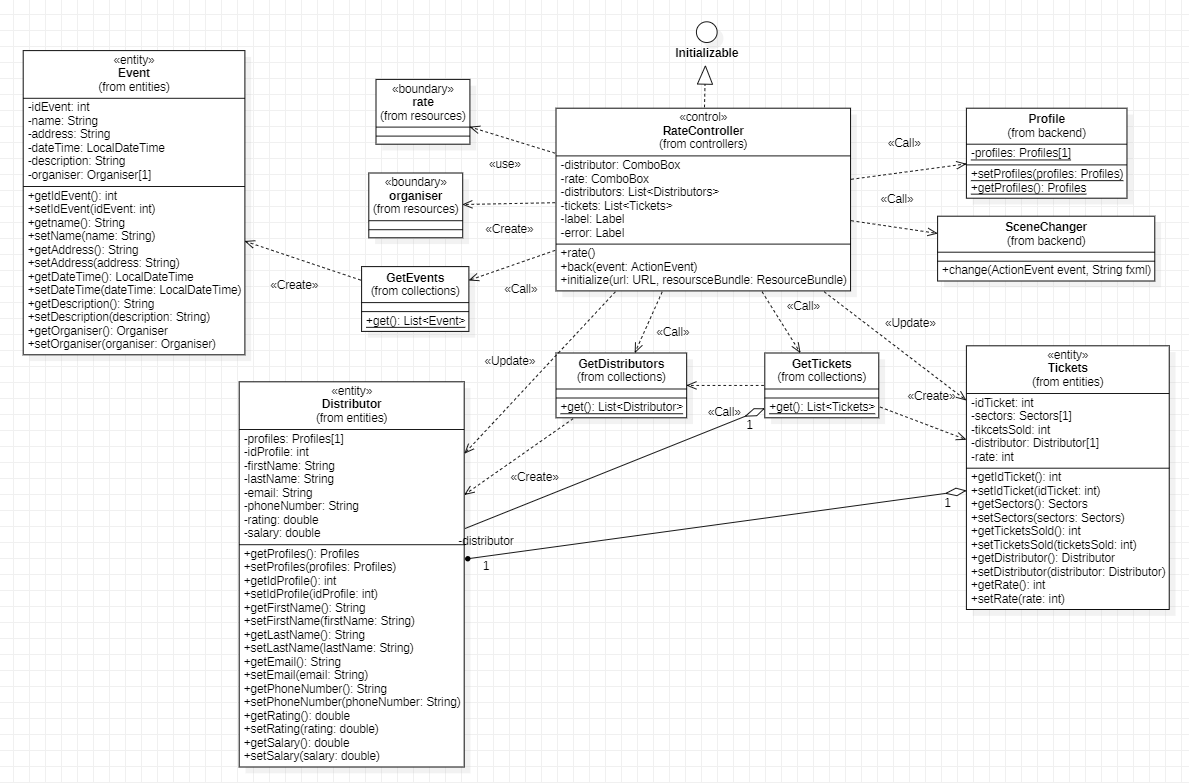 Initializable
«entity»
Event
(from entities)
-idEvent: int
-name: String
-address: String
-dateTime: LocalDateTime
-description: String
-organiser: Organiser[1]
+getIdEvent(): int
+setIdEvent(idEvent: int)
+getname(): String
+setName(name: String)
+getAddress(): String
+setAddress(address: String)
+getDateTime(): LocalDateTime
+setDateTime(dateTime: LocalDateTime)
+getDescription(): String
+setDescription(description: String)
+getOrganiser(): Organiser
+setOrganiser(organiser: Organiser)
«boundary»
rate
(from resources)
«use»
«boundary»
organiser
(from resources)
«Create»
GetEvents
(from collections)
+get(): List<Event>
«Create»
«Call»
«control»
RateController
(from controllers)
-distributor: ComboBox
-rate: ComboBox
-distributors: List<Distributors>
-tickets: List<Tickets>
-label: Label
-error: Label
+rate()
+back(event: ActionEvent)
+initialize(url: URL, resoursceBundle: ResourceBundle)
«Call»
Profile
(from backend)
-profiles: Profiles[1]
+setProfiles(profiles: Profiles)
+getProfiles(): Profiles
«Call»
SceneChanger
(from backend)
+change(ActionEvent event, String fxml)
«Call»
«Update»
«Call»
«Update»
GetDistributors
(from collections)
+get(): List<Distributor>
GetTickets
(from collections)
+get(): List<Tickets>
«Call»
1
«Create»
«entity»
Tickets
(from entities)
-idTicket: int
-sectors: Sectors[1]
-tikcetsSold: int
-distributor: Distributor[1]
-rate: int
+getIdTicket(): int
+setIdTicket(idTicket: int)
+getSectors(): Sectors
+setSectors(sectors: Sectors)
+getTicketsSold(): int
+setTicketsSold(ticketsSold: int)
+getDistributor(): Distributor
+setDistributor(distributor: Distributor)
+getRate(): int
+setRate(rate: int)
1
«Create»
-distributor
1
«entity»
Distributor
(from entities)
-profiles: Profiles[1]
-idProfile: int
-firstName: String
-lastName: String
-email: String
-phoneNumber: String
-rating: double
-salary: double
+getProfiles(): Profiles
+setProfiles(profiles: Profiles)
+getIdProfile(): int
+setIdProfile(idProfile: int)
+getFirstName(): String
+setFirstName(firstName: String)
+getLastName(): String
+setLastName(lastName: String)
+getEmail(): String
+setEmail(email: String)
+getPhoneNumber(): String
+setPhoneNumber(phoneNumber: String)
+getRating(): double
+setRating(rating: double)
+getSalary(): double
+setSalary(salary: double)